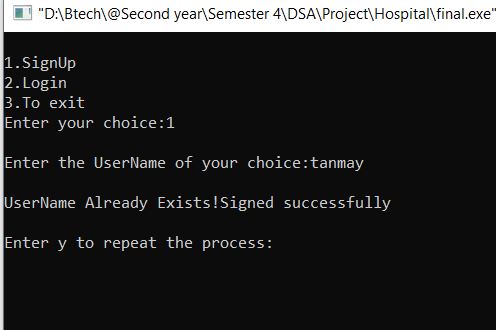 "D:\Btech\@Second year\Semester 4\DSA\Project\Hospital\final.exe"
1.SignUp
2.Login
3.To exit
Enter your choice:1
Enter the UserName of your choice:tanmay
UserName Already Exists!Signed successfully
Enter y to repeat the process: